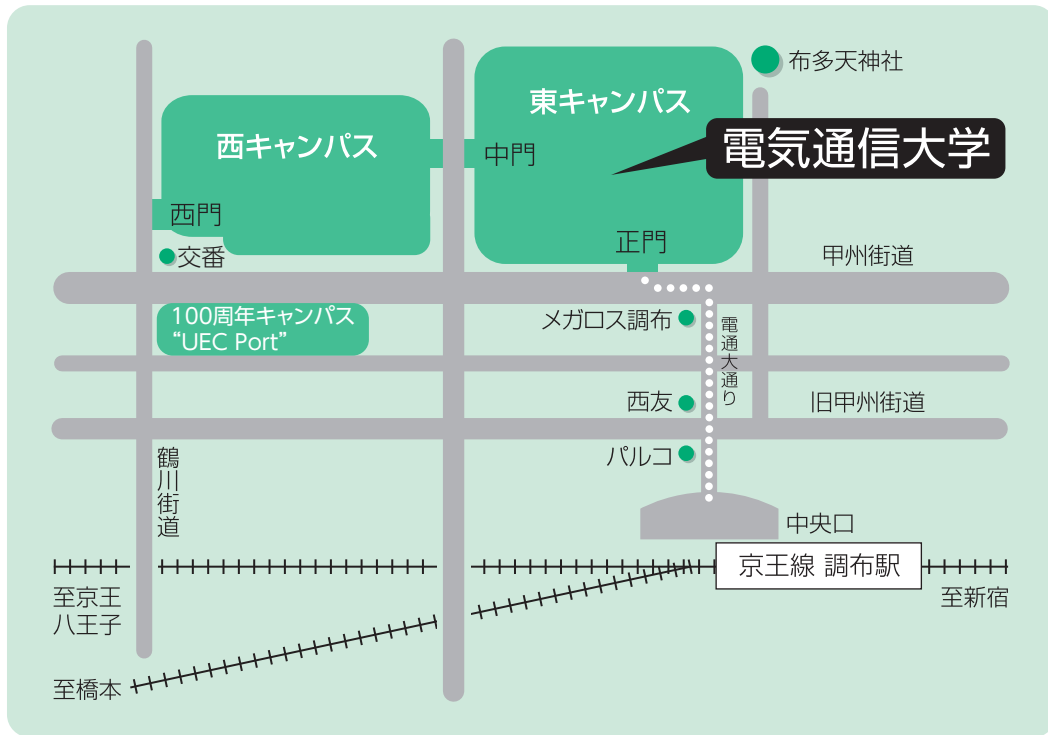 布多天神社
東キャンパス
西キャンパス
電気通信大学
中門
西門
正門
交番
甲州街道
100周年キャンパス
“UEC Port”
メガロス調布
電通大通り
西友
旧甲州街道
パルコ
鶴川街道
中央口
京王線 調布駅
至京王
八王子
至新宿
至橋本